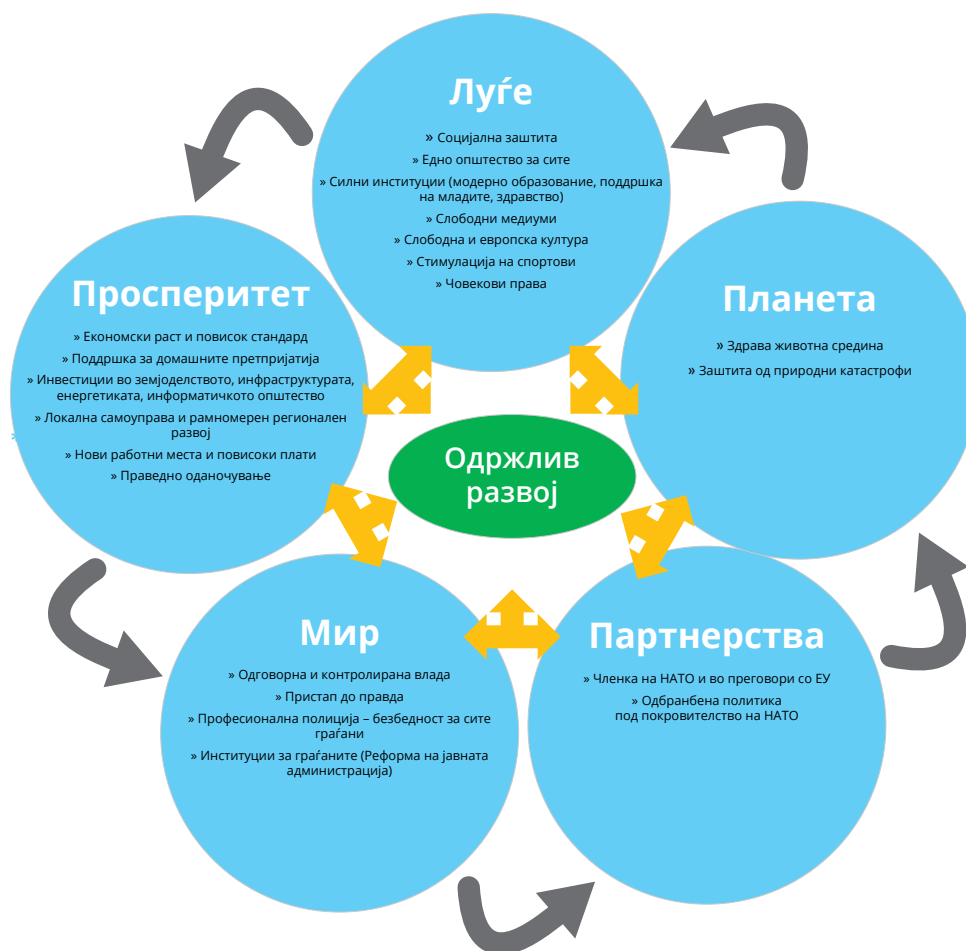 Луѓе
» Социјална заштита
» Едно општество за сите
» Силни институции (модерно образование, поддршка
на младите, здравство)
» Слободни медиуми
» Слободна и европска култура
» Стимулација на спортови
» Човекови права
Просперитет
» Економски раст и повисок стандард
» Поддршка за домашните претпријатија
» Инвестиции во земјоделството, инфраструктурата,
енергетиката, информатичкото општество
» Локална самоуправа и рамномерен регионален
развој
» Нови работни места и повисоки плати
» Праведно оданочување
Планета
» Здрава животна средина
» Заштита од природни катастрофи
Одржлив
развој
Мир
» Одговорна и контролирана влада
» Пристап до правда
» Професионална полиција – безбедност за сите
граѓани
» Институции за граѓаните (Реформа на јавната
администрација)
Партнерства
» Членка на НАТО и во преговори со ЕУ
» Одбранбена политика
под покровителство на НАТО